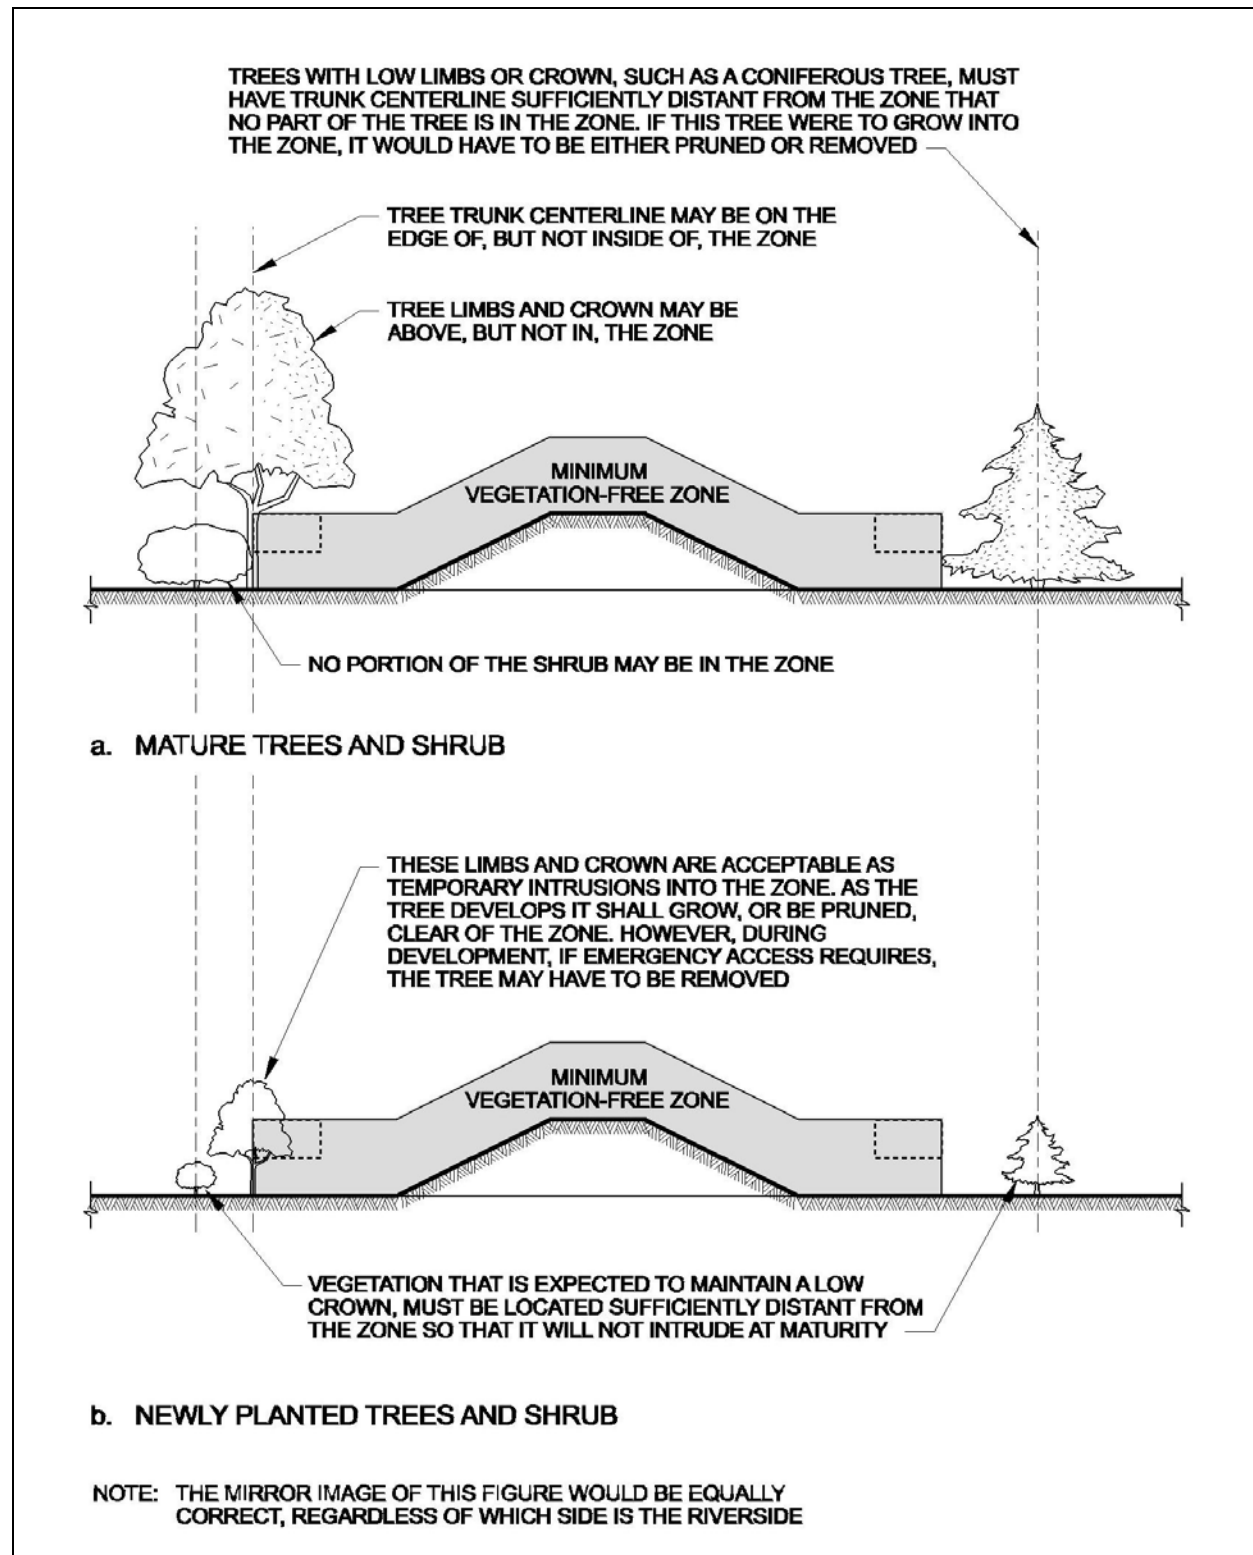 TREES WITH LOW LIMBS OR CROWN, SUCH AS A CONIFEROUS TREE, MUST
HAVE TRUNK CENTERLINE SUFFICIENTLY DISTANT FROM THE ZONE THAT
NO PART OF THE TREE IS IN THE ZONE. IF THIS TREE WERE TO GROW INTO
THE ZONE, IT WOULD HAVE TO BE EITHER PRUNED OR REMOVED
TREE TRUNK CENTERLINE MAY BE ON THE
EDGE OF, BUT NOT INSIDE OF, THE ZONE
TREE LIMBS AND CROWN MAY BE
ABOVE, BUT NOT IN, THE ZONE
MINIMUM
VEGETATION-FREE ZONE
NO PORTION OF THE SHRUB MAY BE IN THE ZONE
a. MATURE TREES AND SHRUB
THESE LIMBS AND CROWN ARE ACCEPTABLE AS
TEMPORARY INTRUSIONS INTO THE ZONE. AS THE
TREE DEVELOPS IT SHALL GROW, OR BE PRUNED,
CLEAR OF THE ZONE. HOWEVER, DURING
DEVELOPMENT, IF EMERGENCY ACCESS REQUIRES,
THE TREE MAY HAVE TO BE REMOVED
MINIMUM
VEGETATION-FREE ZONE
VEGETATION THAT IS EXPECTED TO MAINTAIN A LOW
CROWN, MUST BE LOCATED SUFFICIENTLY DISTANT FROM
THE ZONE SO THAT IT WILL NOT INTRUDE AT MATURITY
b. NEWLY PLANTED TREES AND SHRUB
NOTE: THE MIRROR IMAGE OF THIS FIGURE WOULD BE EQUALLY
CORRECT, REGARDLESS OF WHICH SIDE IS THE RIVERSIDE